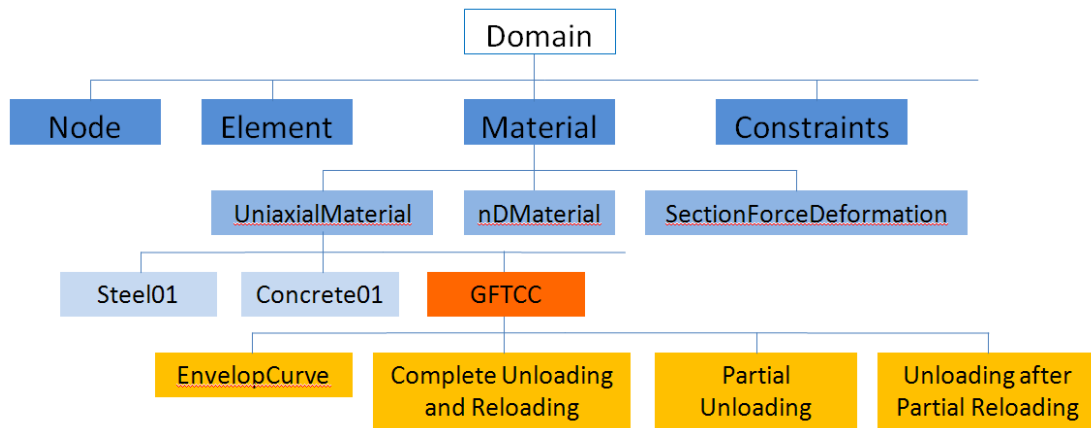 Domain
Node
Element
Material
Constraints
UniaxialMaterial
nDMaterial
SectionForceDeformation
Steel01
Concrete01
GFTCC
EnvelopCurve
Complete Unloading
and Reloading
Partial
Unloading
Unloading after
Partial Reloading